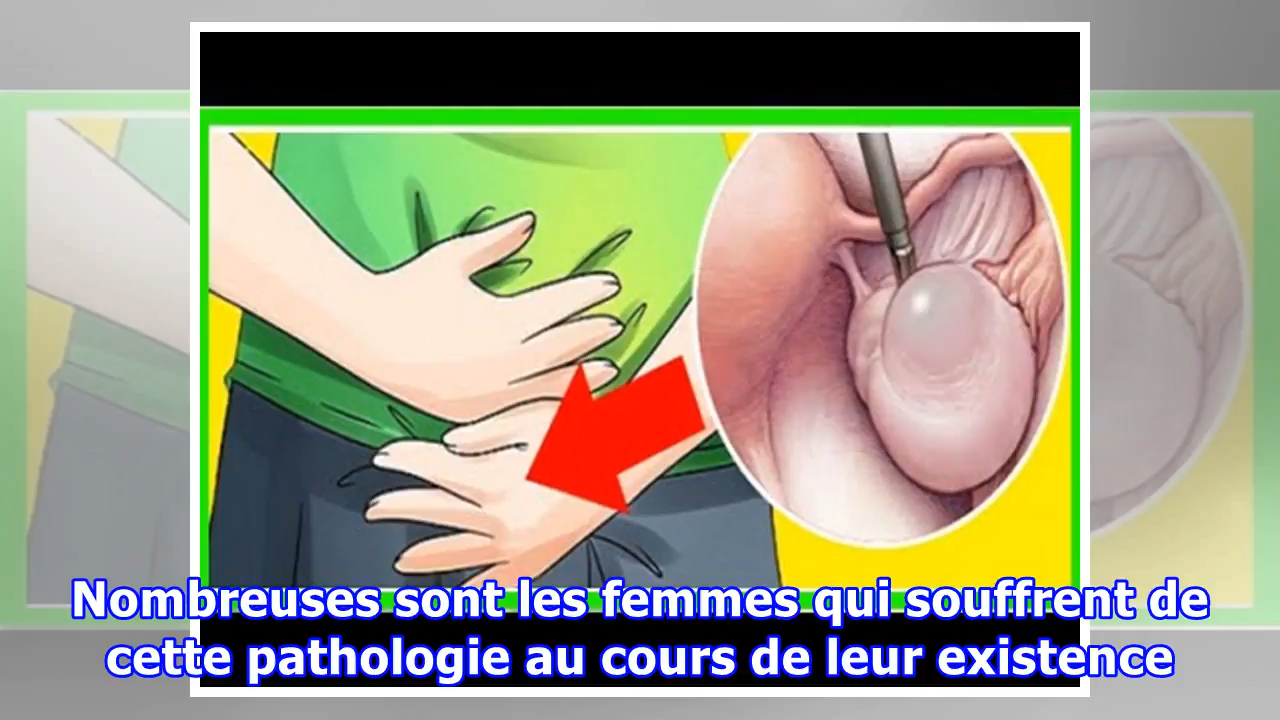 Nombreuses sont les femmes qui souffrent de
cette pathologie au cours de leur existence